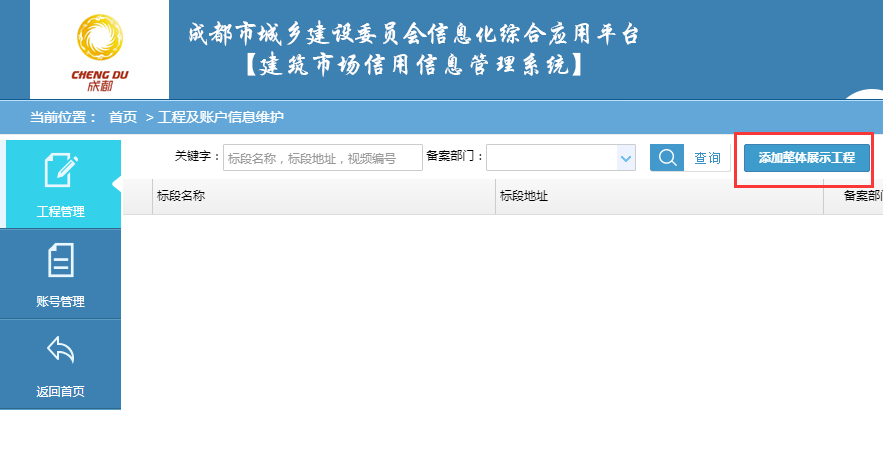 成都市城乡建设委员会信息化综合应用平台
【建筑市场信用信息管理系统】
CHENG DU
成都
当前位置： 首页 > 工程及账户信息维护
关键字： 标段名称，标段地址，视频编号 备案部门： 查询 添加整体展示工程
标段名称 标段地址 备案部
工程管理
账号管理
返回首页